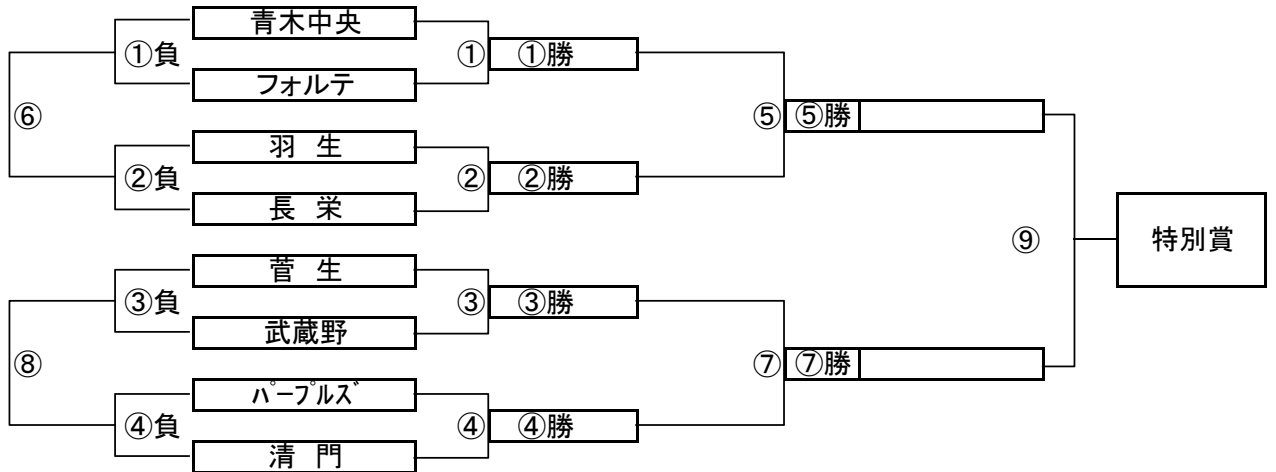 青木中央
①負
①
①勝
フォルテ
⑥
⑤
⑤勝
羽 生
②負
②
②勝
長 栄
⑨
特別賞
菅 生
③負
③
③勝
武蔵野
⑧
⑦
⑦勝
ﾊﾟｰﾌﾟﾙｽﾞ
④負
④
④勝
清 門